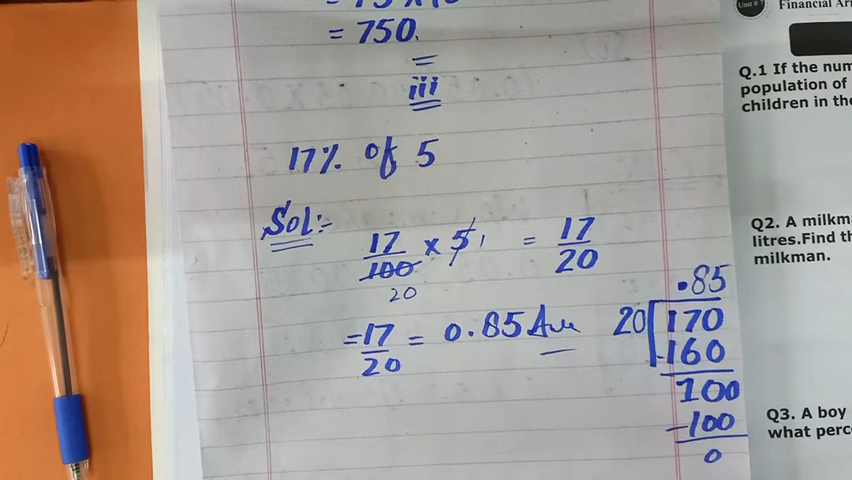 = 750.
iii
17% of 5
Sol:-
17/100 × 5 1 = 17/20
20
= 17/20 = 0.85 Ans
.85
20 170
-160
100
-100
0
Unit #
Financial Ar
Q.1 If the num
population of
children in the
Q2. A milkm
litres.Find th
milkman.
Q3. A boy
what perc